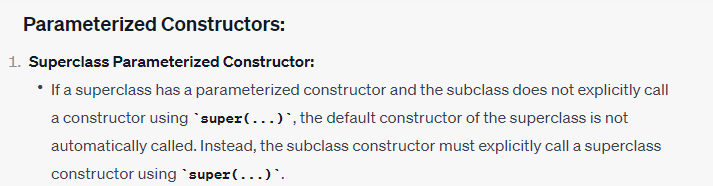 Parameterized Constructors:
1. Superclass Parameterized Constructor:
• If a superclass has a parameterized constructor and the subclass does not explicitly call
a constructor using `super(...)`, the default constructor of the superclass is not
automatically called. Instead, the subclass constructor must explicitly call a superclass
constructor using `super(...)`.